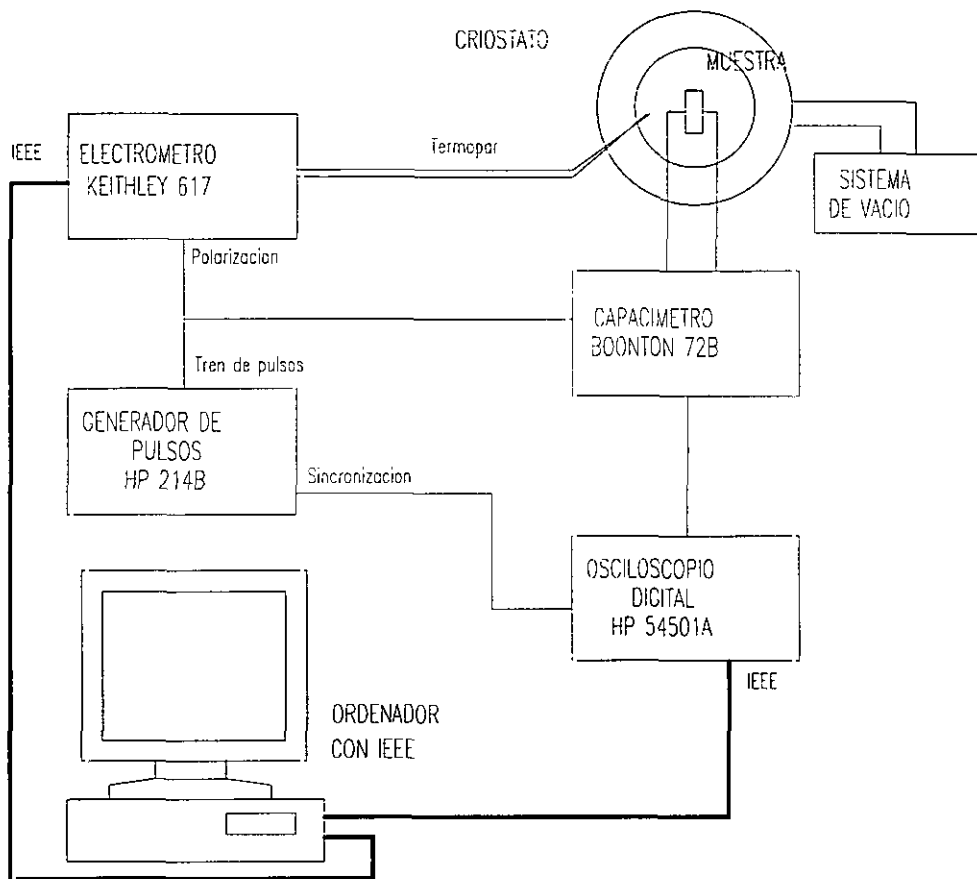 CRIOSTATO
MUESTRA
IEEE
ELECTROMETRO
KEITHLEY 617
Termopar
SISTEMA
DE VACIO
Polarizacion
CAPACIMETRO
BOONTON 72B
Tren de pulsos
GENERADOR DE
PULSOS
HP 214B
Sincronizacion
OSCILOSCOPIO
DIGITAL
HP 54501A
IEEE
ORDENADOR
CON IEEE